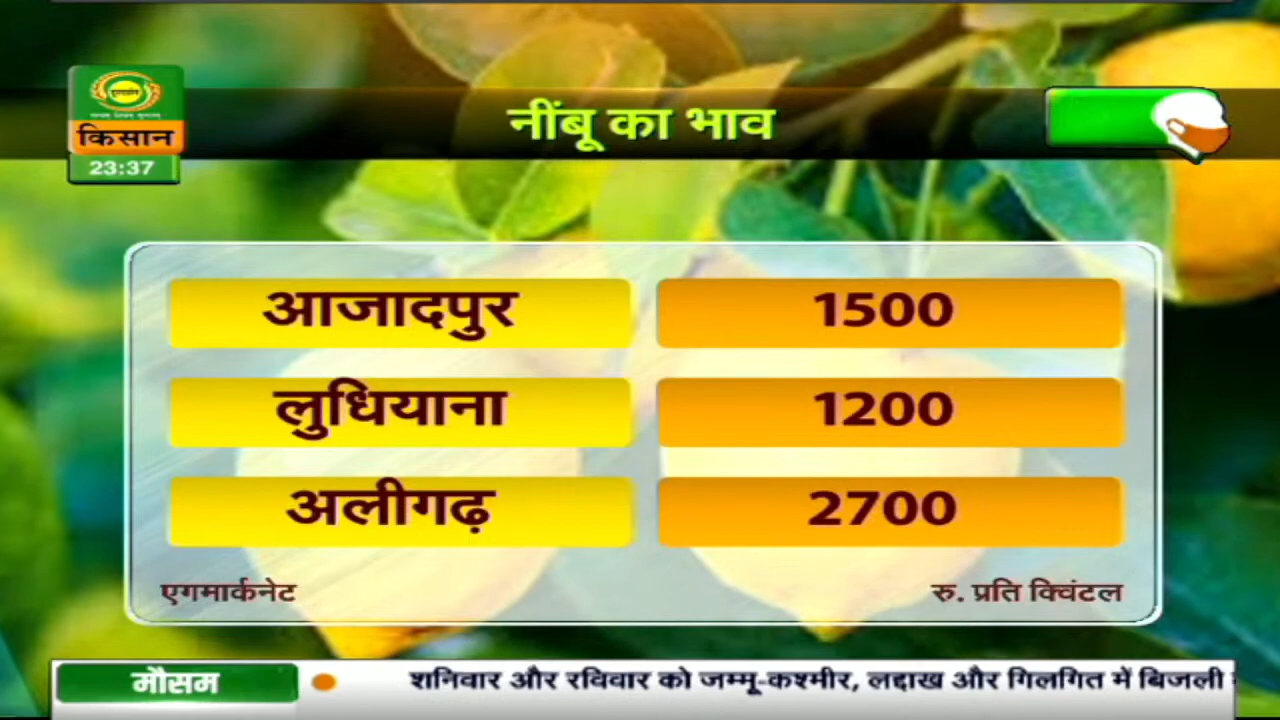 किसान
23:37
नींबू का भाव
आजादपुर 1500
लुधियाना 1200
अलीगढ़ 2700
एगमार्कनेट रु. प्रति क्विंटल
मौसम शनिवार और रविवार को जम्मू-कश्मीर, लद्दाख और गिलगित में बिजली